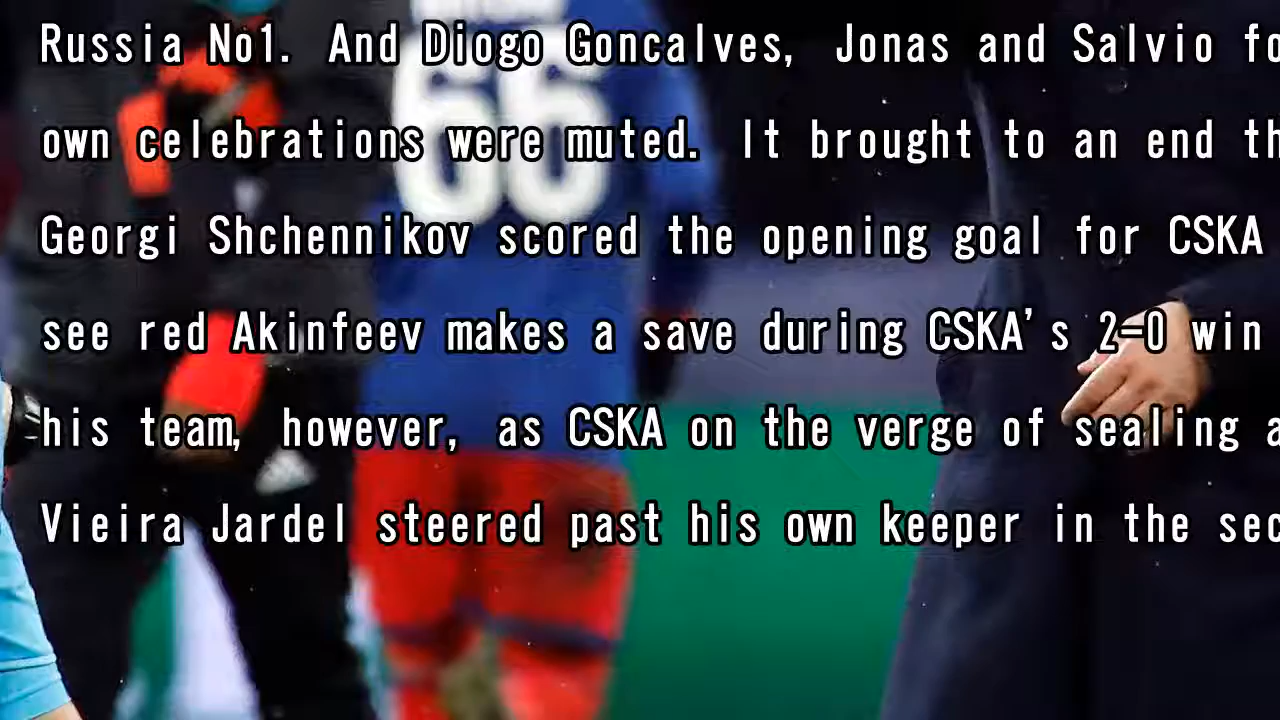 Russia No1. And Diogo Goncalves, Jonas and Salvio fo
own celebrations were muted. It brought to an end th
Georgi Shchennikov scored the opening goal for CSKA
see red Akinfeev makes a save during CSKA's 2-0 win
his team, however, as CSKA on the verge of sealing a
Vieira Jardel steered past his own keeper in the sec
66